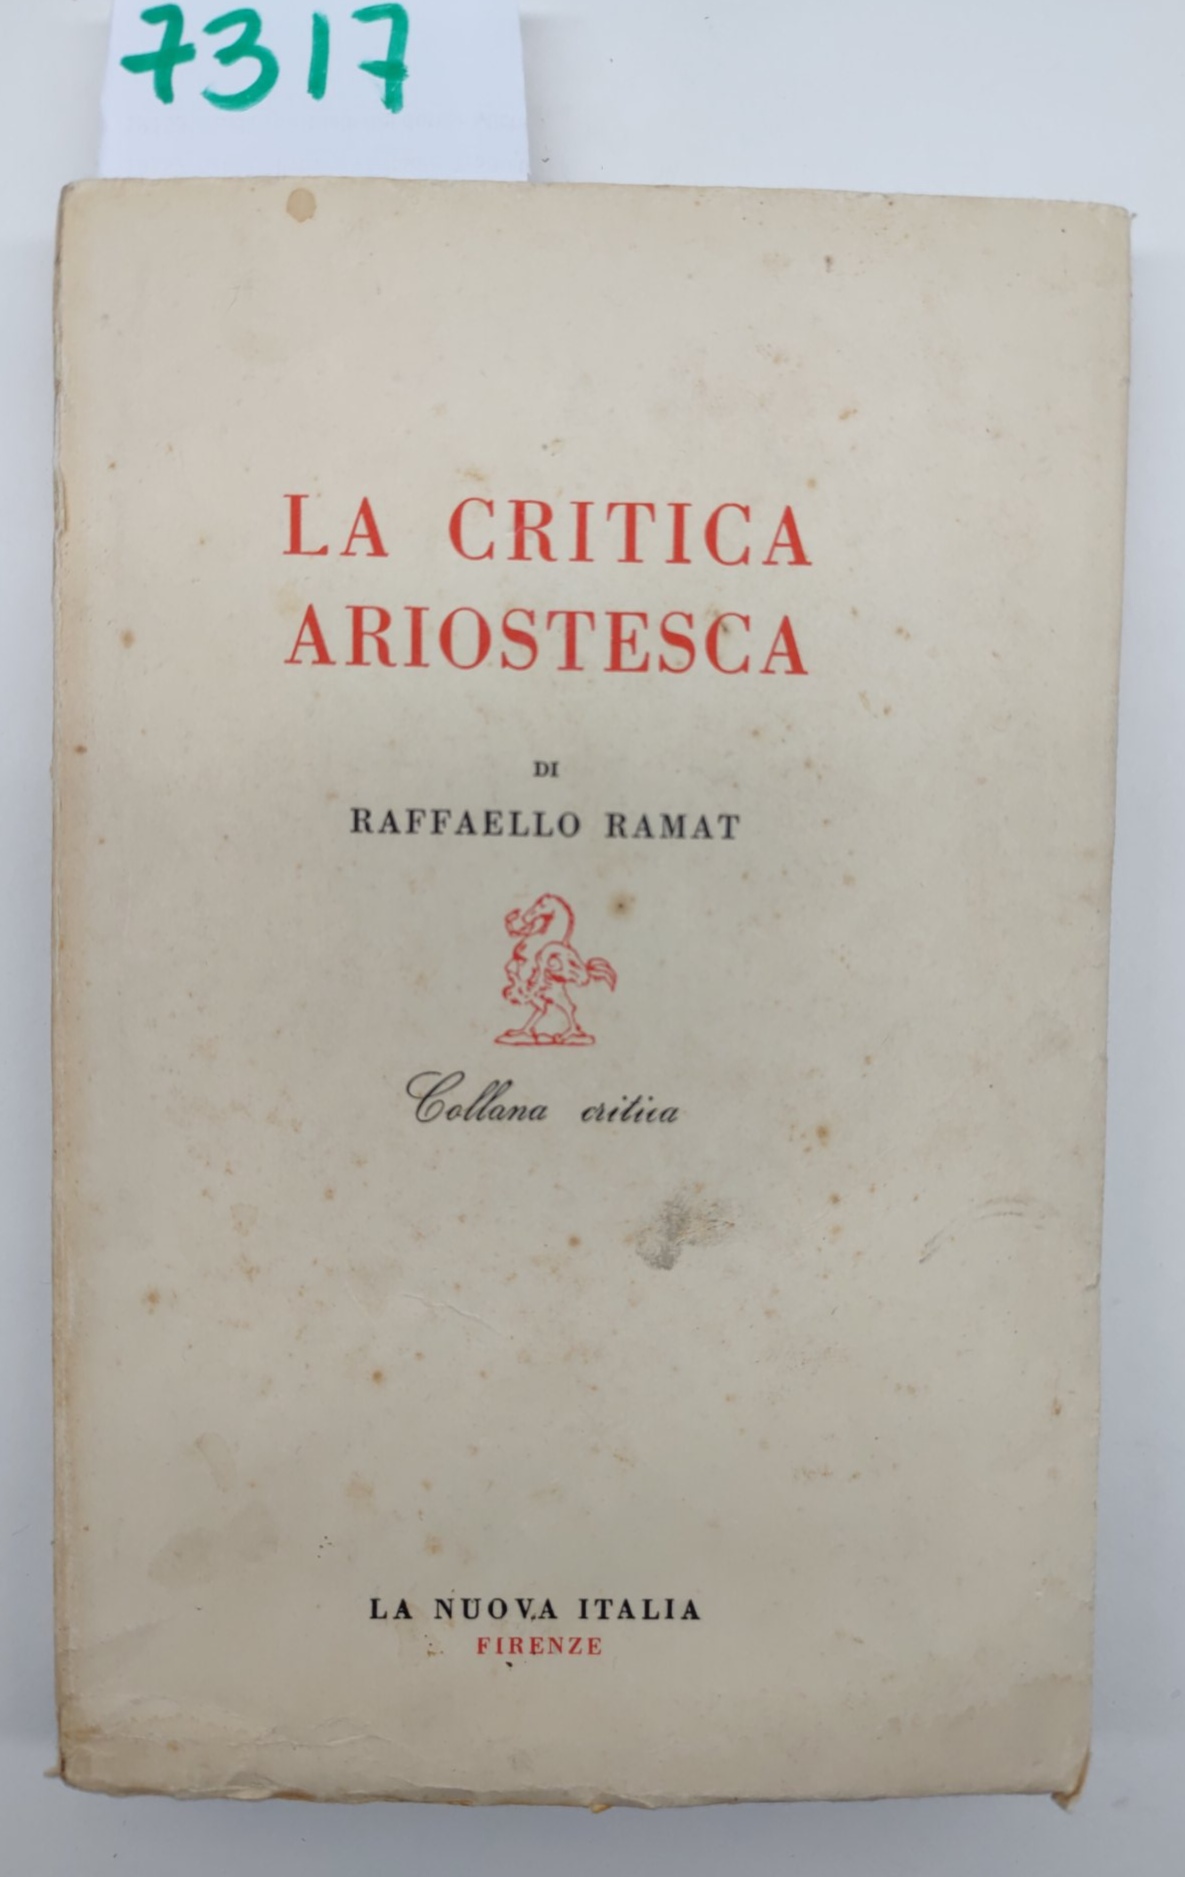 7317
LA CRITICA
ARIOSTESCA
DI
RAFFAELLO RAMAT
Collana critica
LA NUOVA ITALIA
FIRENZE